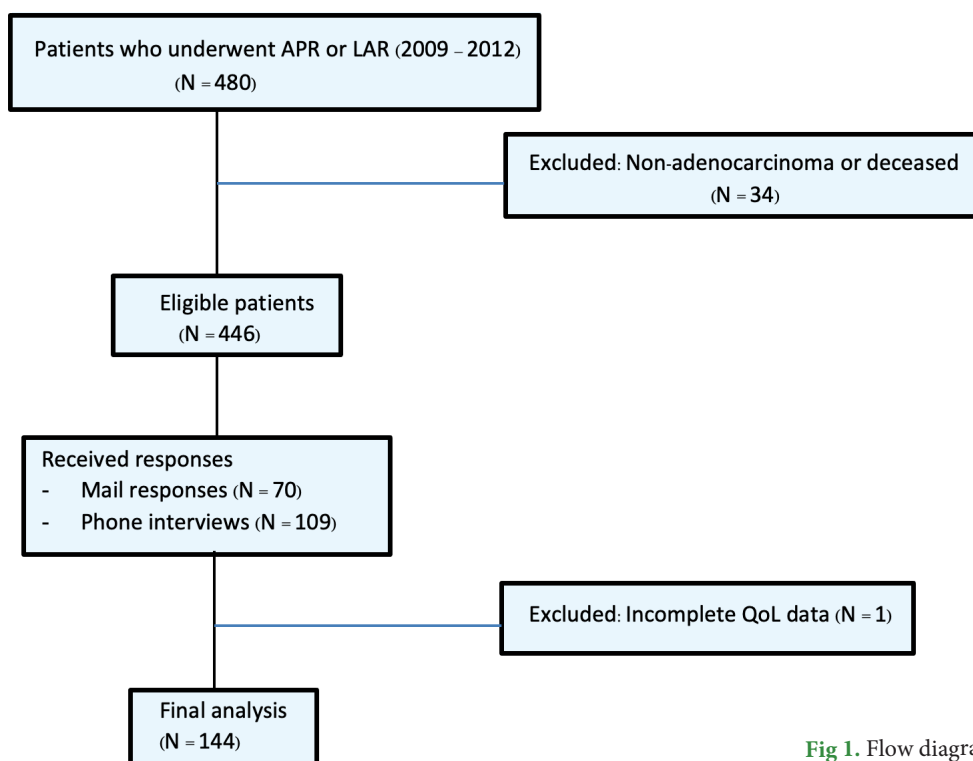 Patients who underwent APR or LAR (2009 – 2012)
(N = 480)
Excluded: Non-adenocarcinoma or deceased
(N = 34)
Eligible patients
(N = 446)
Received responses
- Mail responses (N = 70)
- Phone interviews (N = 109)
Excluded: Incomplete QoL data (N = 1)
Final analysis
(N = 144)
Fig 1. Flow